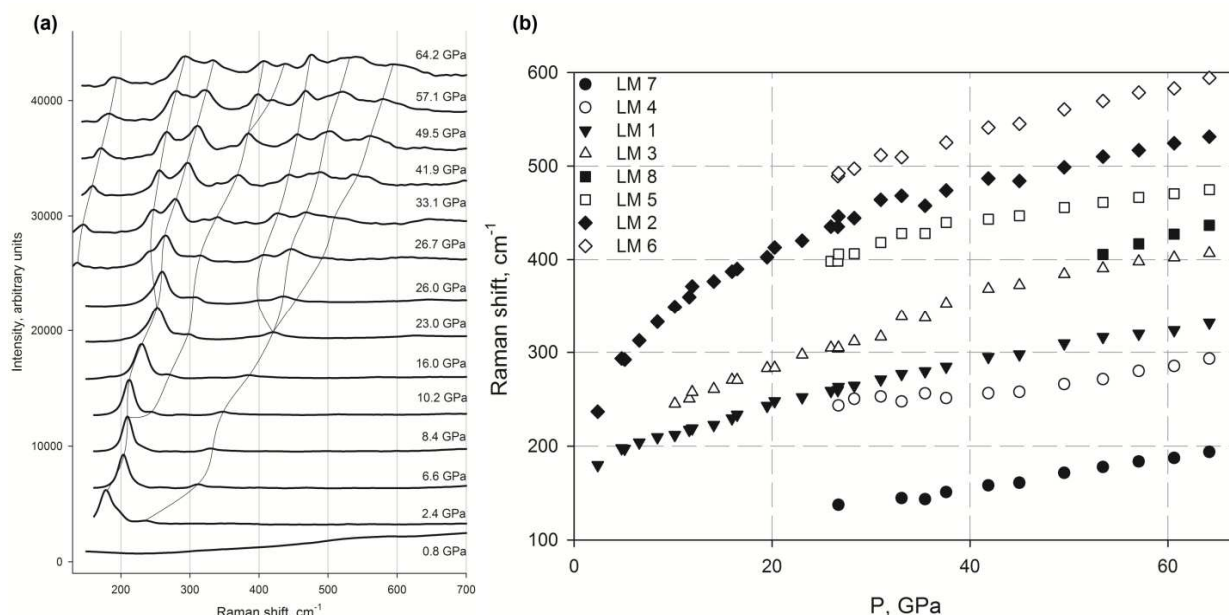 (a)
64.2 GPa
57.1 GPa
49.5 GPa
41.9 GPa
33.1 GPa
26.7 GPa
26.0 GPa
23.0 GPa
16.0 GPa
10.2 GPa
8.4 GPa
6.6 GPa
2.4 GPa
0.8 GPa
Intensity, arbitrary units
40000
30000
20000
10000
0
200 300 400 500 600 700
Raman shift, cm-1
(b)
LM 7
LM 4
LM 1
LM 3
LM 8
LM 5
LM 2
LM 6
Raman shift, cm-1
600
500
400
300
200
100
0 20 40 60
P, GPa